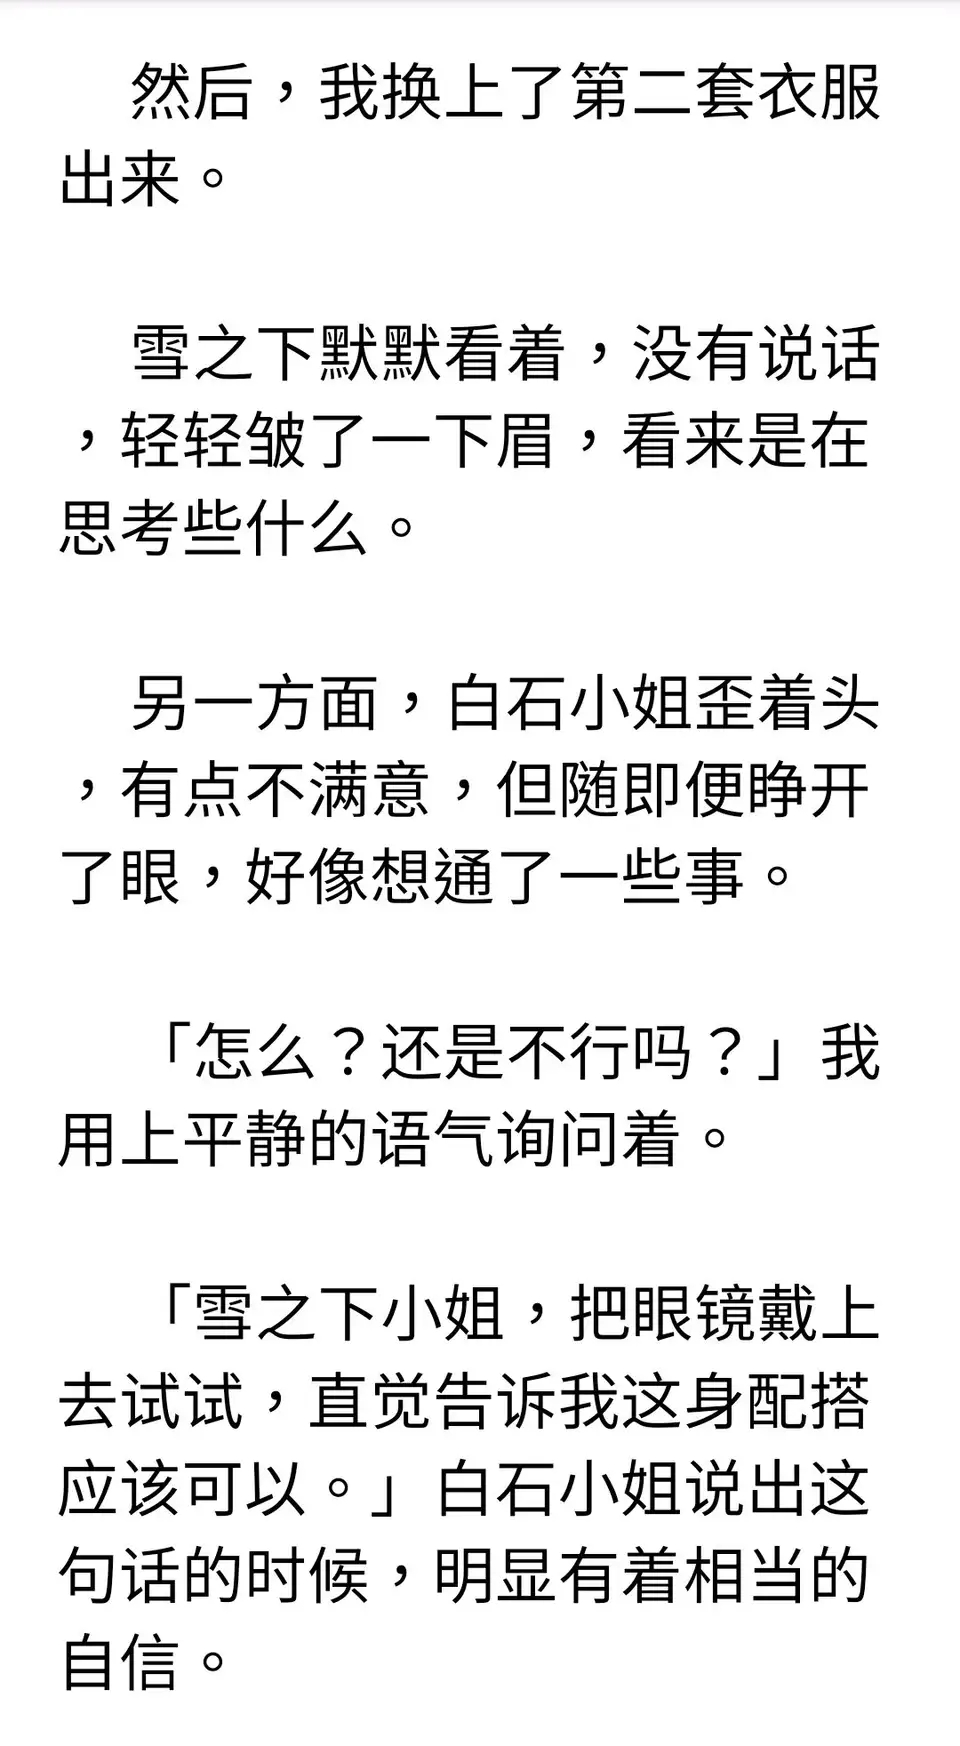 然后，我换上了第二套衣服
出来。
雪之下默默看着，没有说话
，轻轻皱了一下眉，看来是在
思考些什么。
另一方面，白石小姐歪着头
，有点不满意，但随即便睁开
了眼，好像想通了一些事。
「怎么？还是不行吗？」我
用上平静的语气询问着。
「雪之下小姐，把眼镜戴上
去试试，直觉告诉我这身配搭
应该可以。」白石小姐说出这
句话的时候，明显有着相当的
自信。